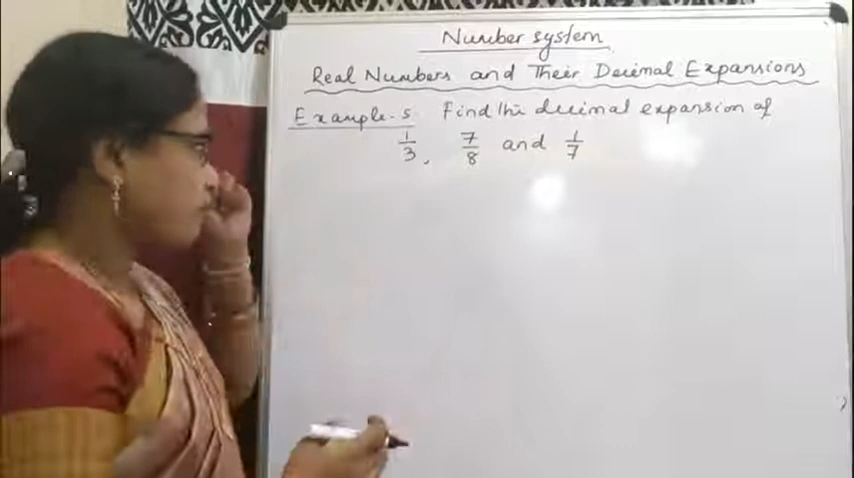 Number system
Real Numbers and Their Decimal Expansions
Example-5 Find the decimal expansion of
1/3, 7/8 and 1/7